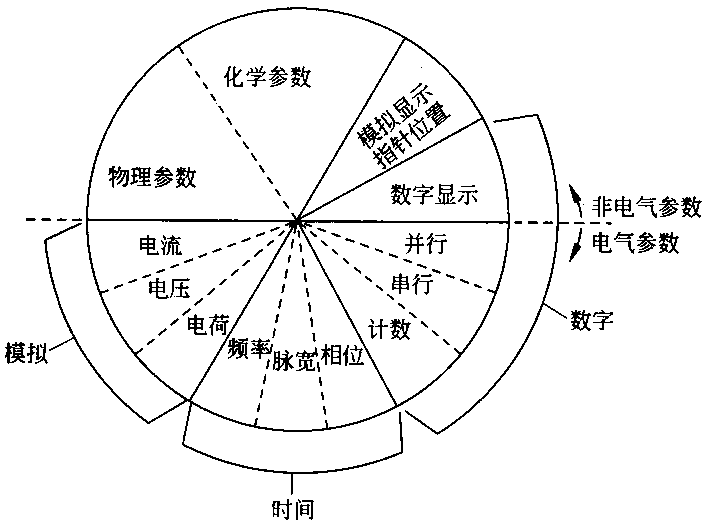 化学参数
模拟显示
指针位置
物理参数
数字显示
非电气参数
电气参数
电流
并行
电压
串行
电荷
频率
脉宽
相位
计数
数字
模拟
时间